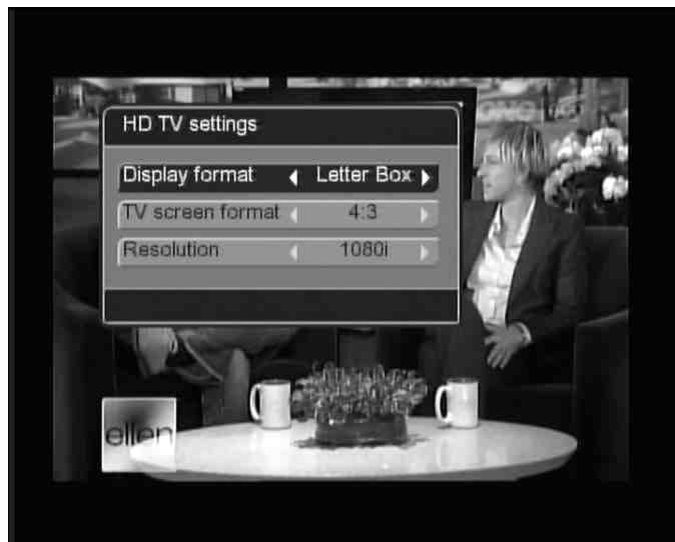 HD TV settings
Display format Letter Box
TV screen format 4:3
Resolution 1080i
ellen